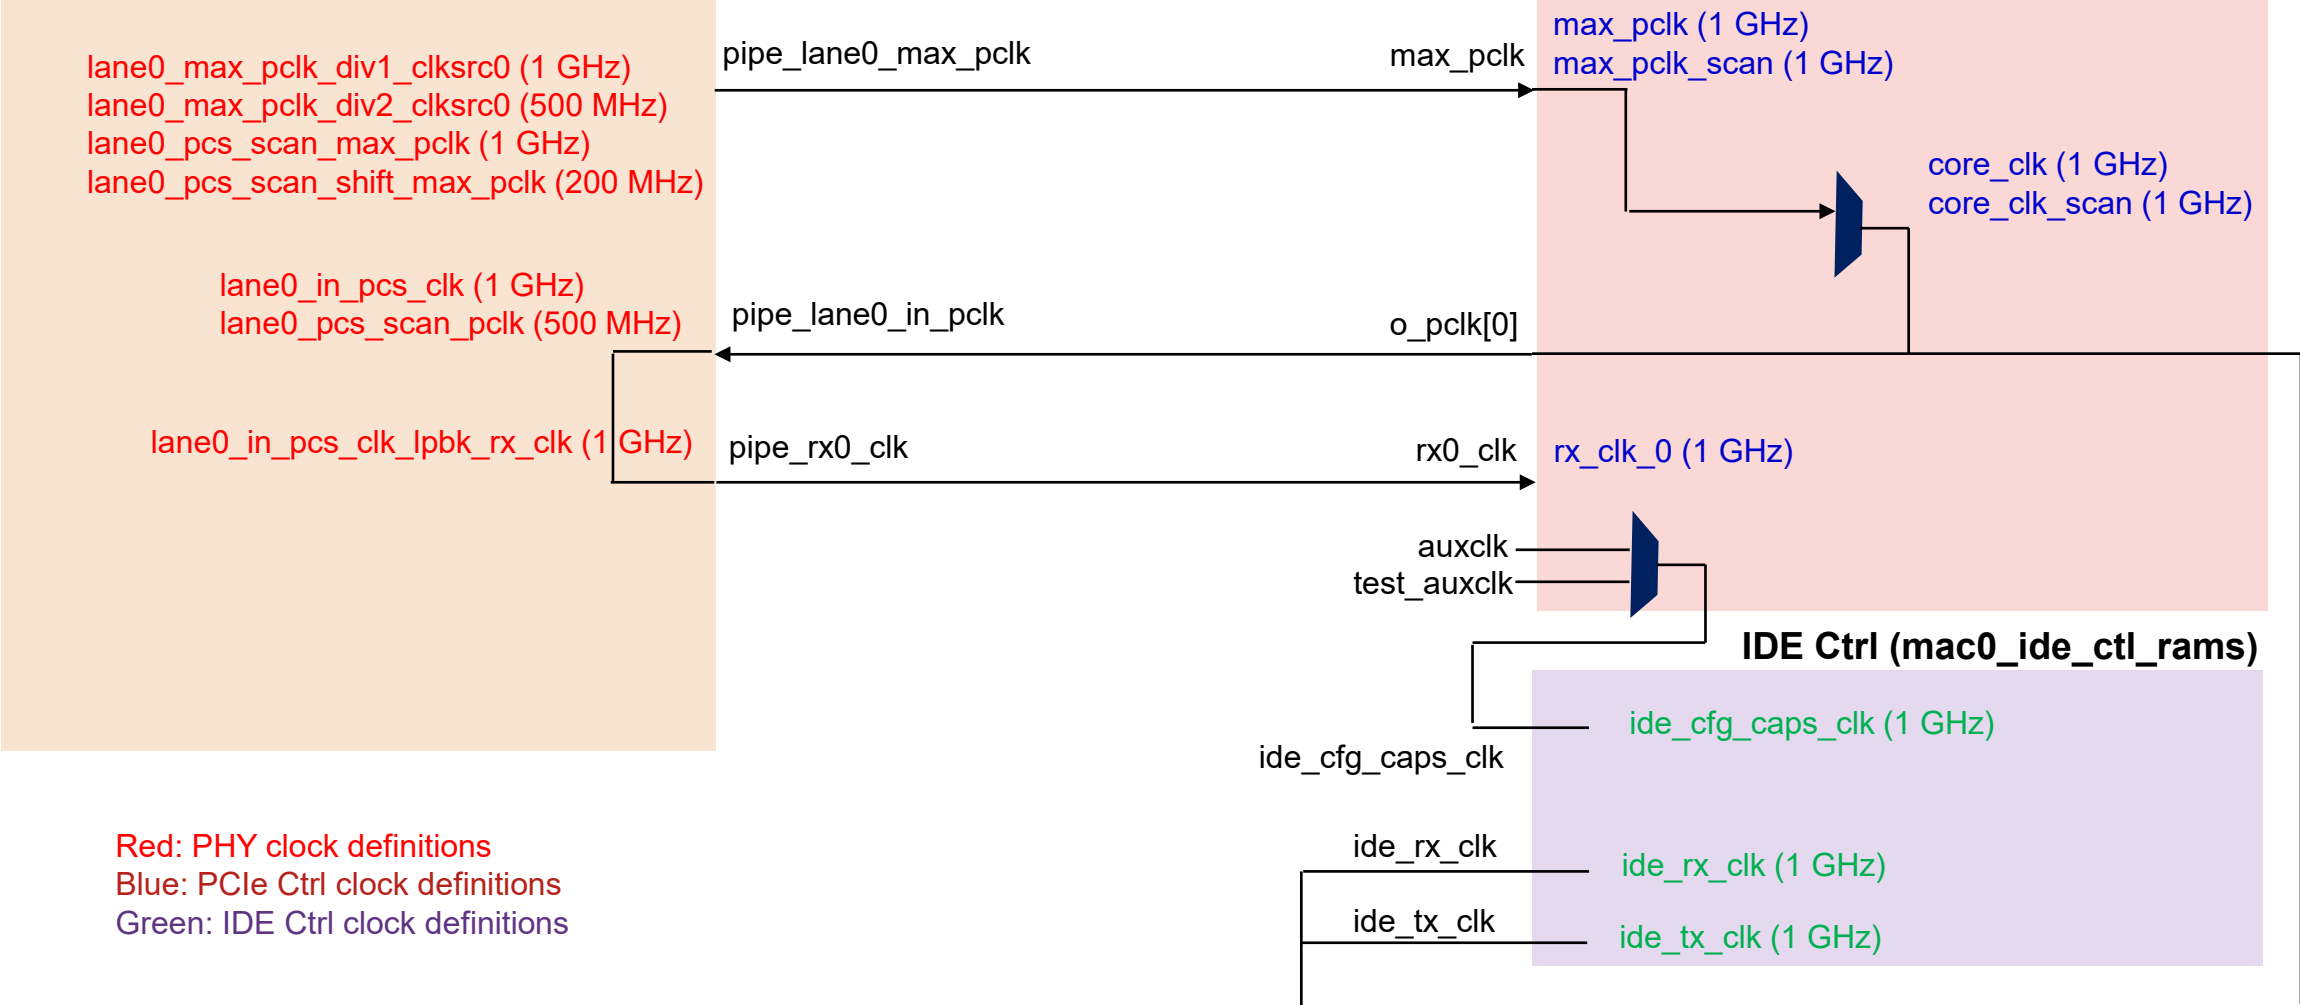 max_pclk (1 GHz)
max_pclk_scan (1 GHz)
pipe_lane0_max_pclk
max_pclk
lane0_max_pclk_div1_clksrc0 (1 GHz)
lane0_max_pclk_div2_clksrc0 (500 MHz)
lane0_pcs_scan_max_pclk (1 GHz)
lane0_pcs_scan_shift_max_pclk (200 MHz)
core_clk (1 GHz)
core_clk_scan (1 GHz)
lane0_in_pcs_clk (1 GHz)
lane0_pcs_scan_pclk (500 MHz)
pipe_lane0_in_pclk
o_pclk[0]
lane0_in_pcs_clk_lpbk_rx_clk (1 GHz)
pipe_rx0_clk
rx0_clk
rx_clk_0 (1 GHz)
auxclk
test_auxclk
IDE Ctrl (mac0_ide_ctl_rams)
ide_cfg_caps_clk (1 GHz)
ide_cfg_caps_clk
ide_rx_clk
ide_rx_clk (1 GHz)
ide_tx_clk
ide_tx_clk (1 GHz)
Red: PHY clock definitions
Blue: PCIe Ctrl clock definitions
Green: IDE Ctrl clock definitions